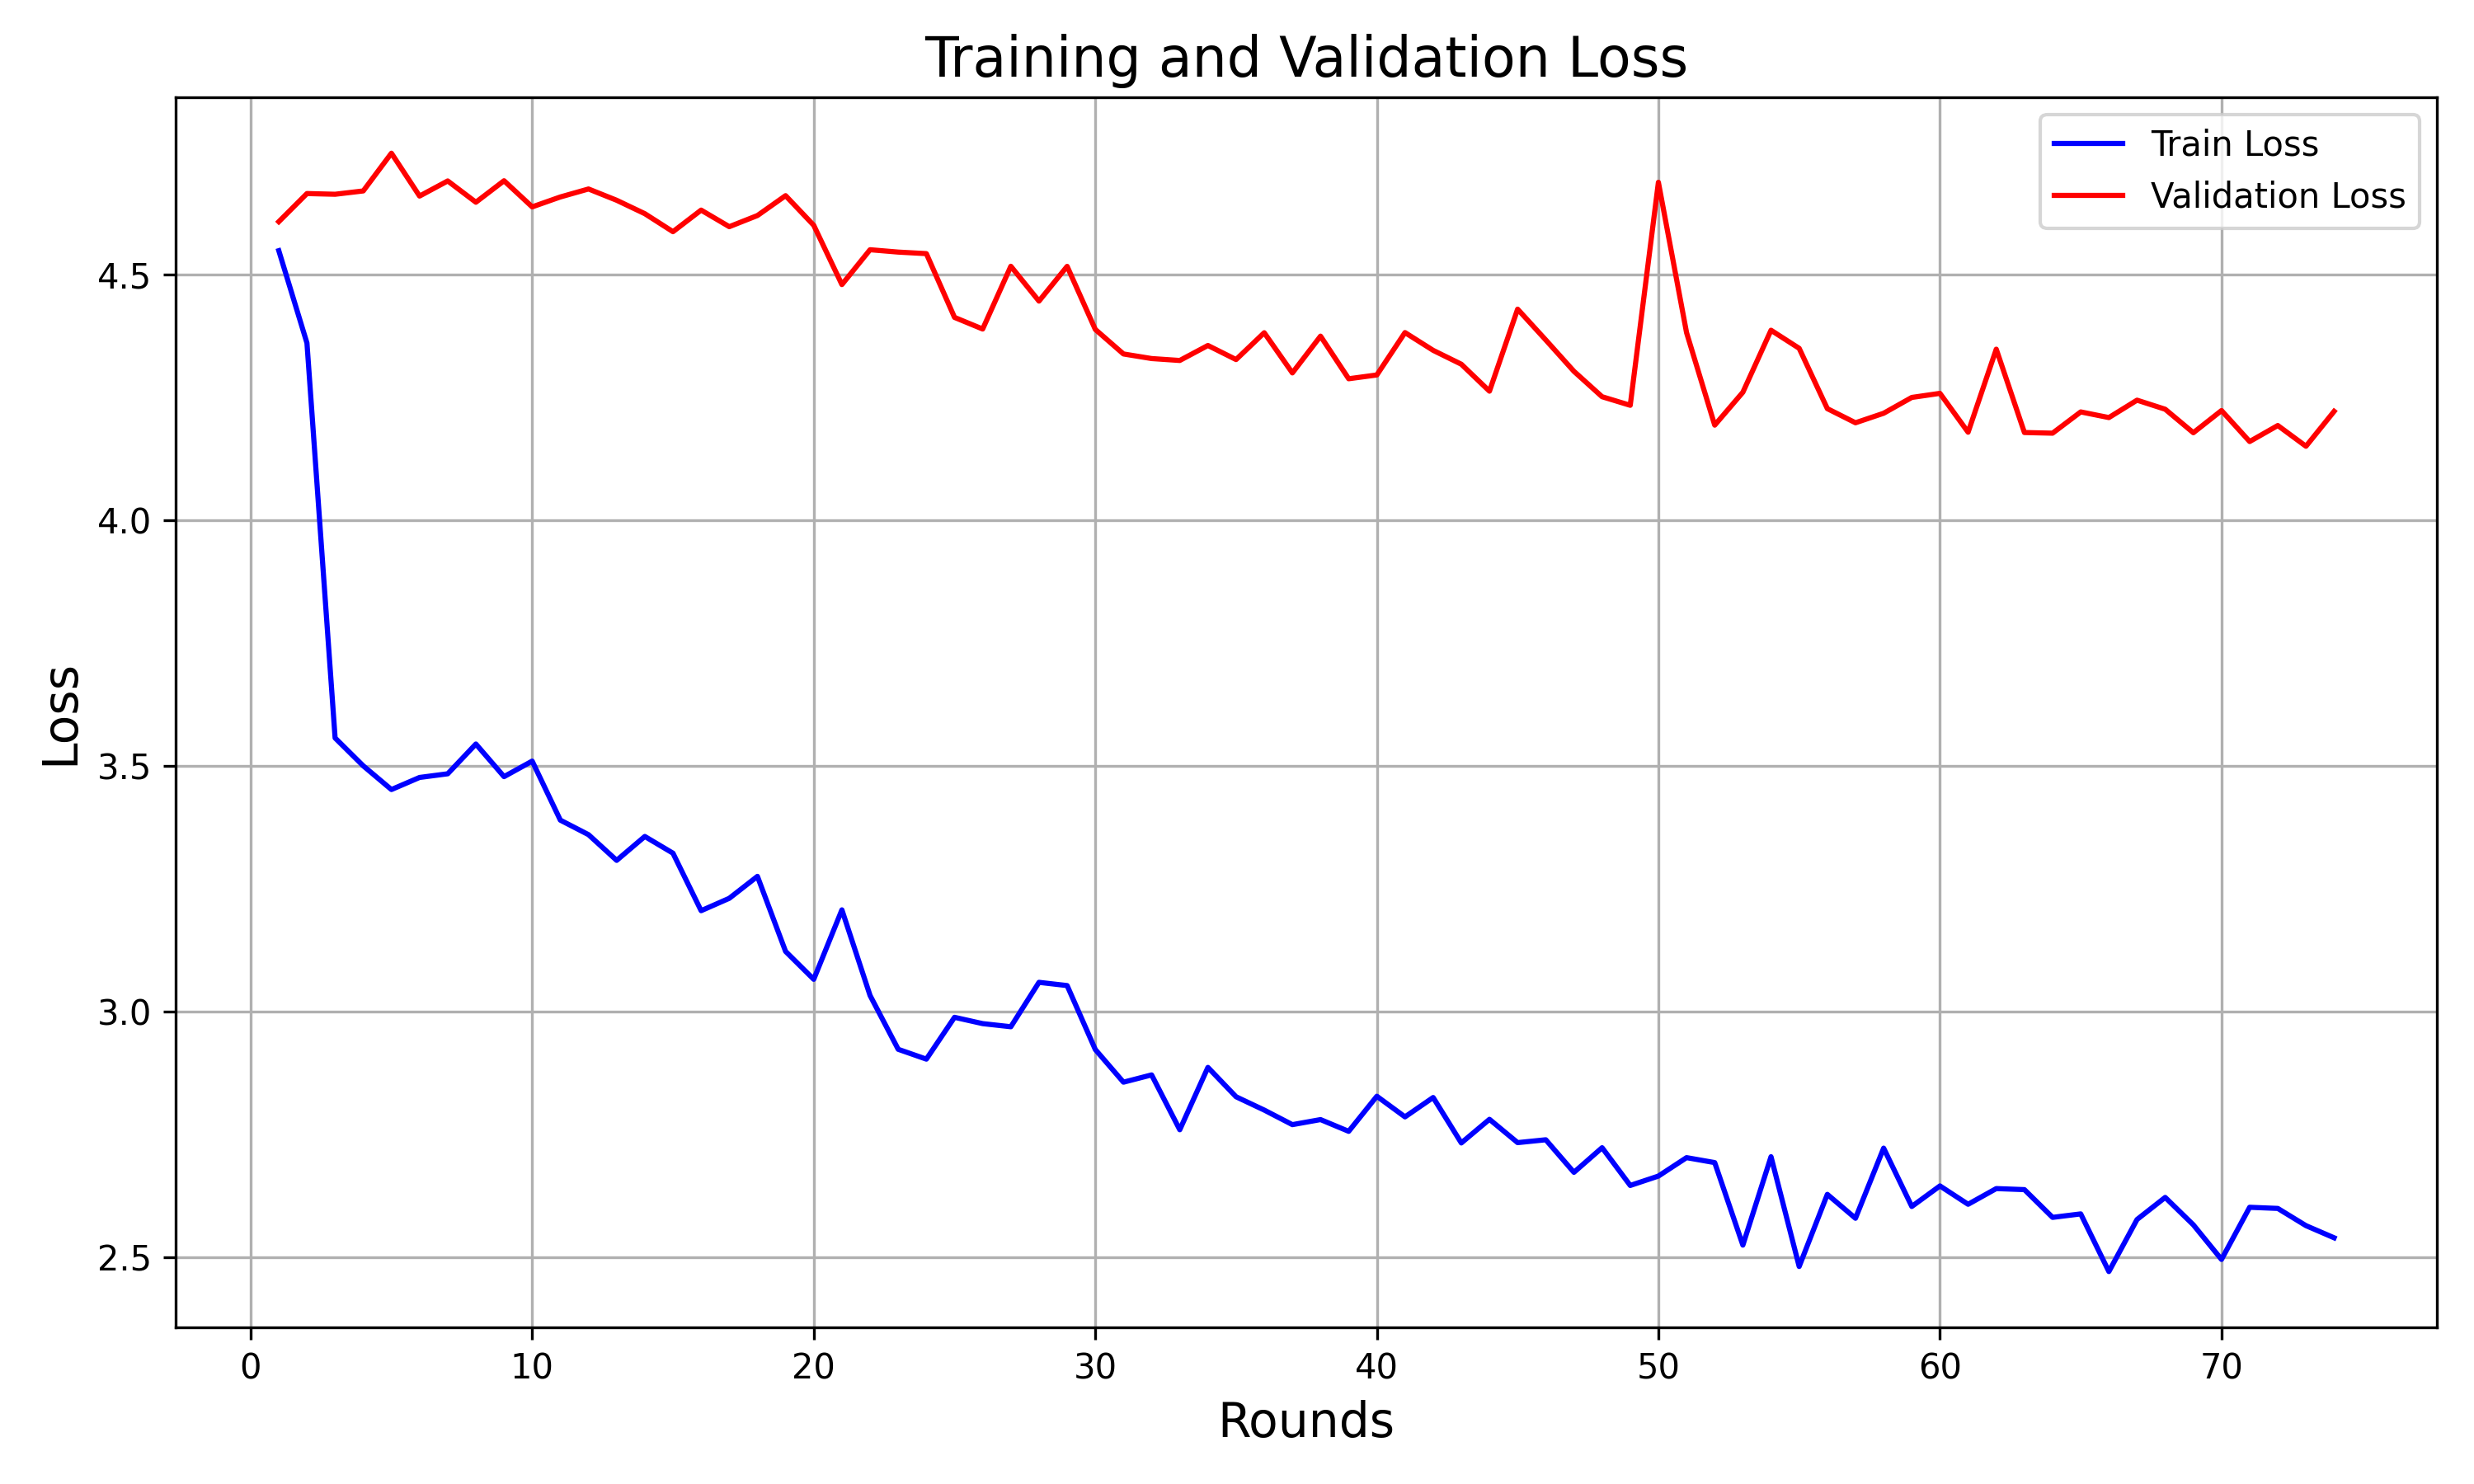 Training and Validation Loss
Train Loss
Validation Loss
4.5
4.0
3.5
3.0
2.5
Loss
0 10 20 30 40 50 60 70
Rounds